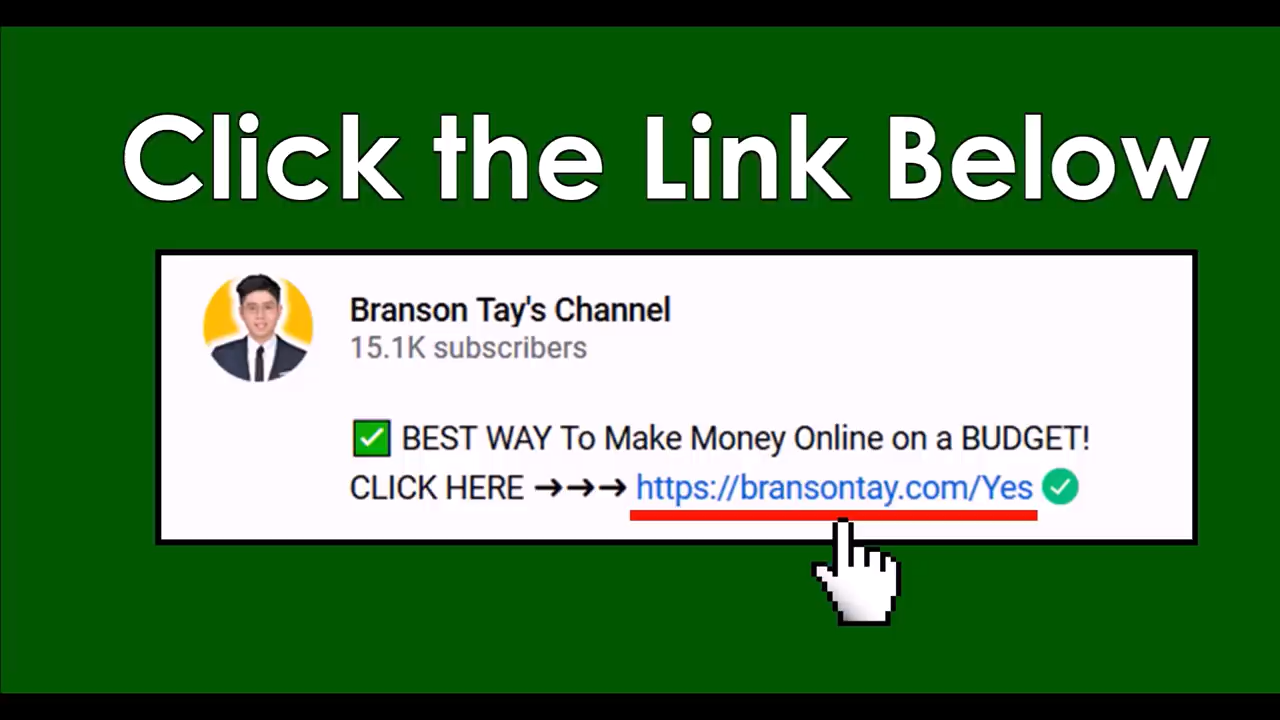 Click the Link Below
Branson Tay's Channel
15.1K subscribers
✅ BEST WAY To Make Money Online on a BUDGET!
CLICK HERE ➔➔➔ https://bransontay.com/Yes